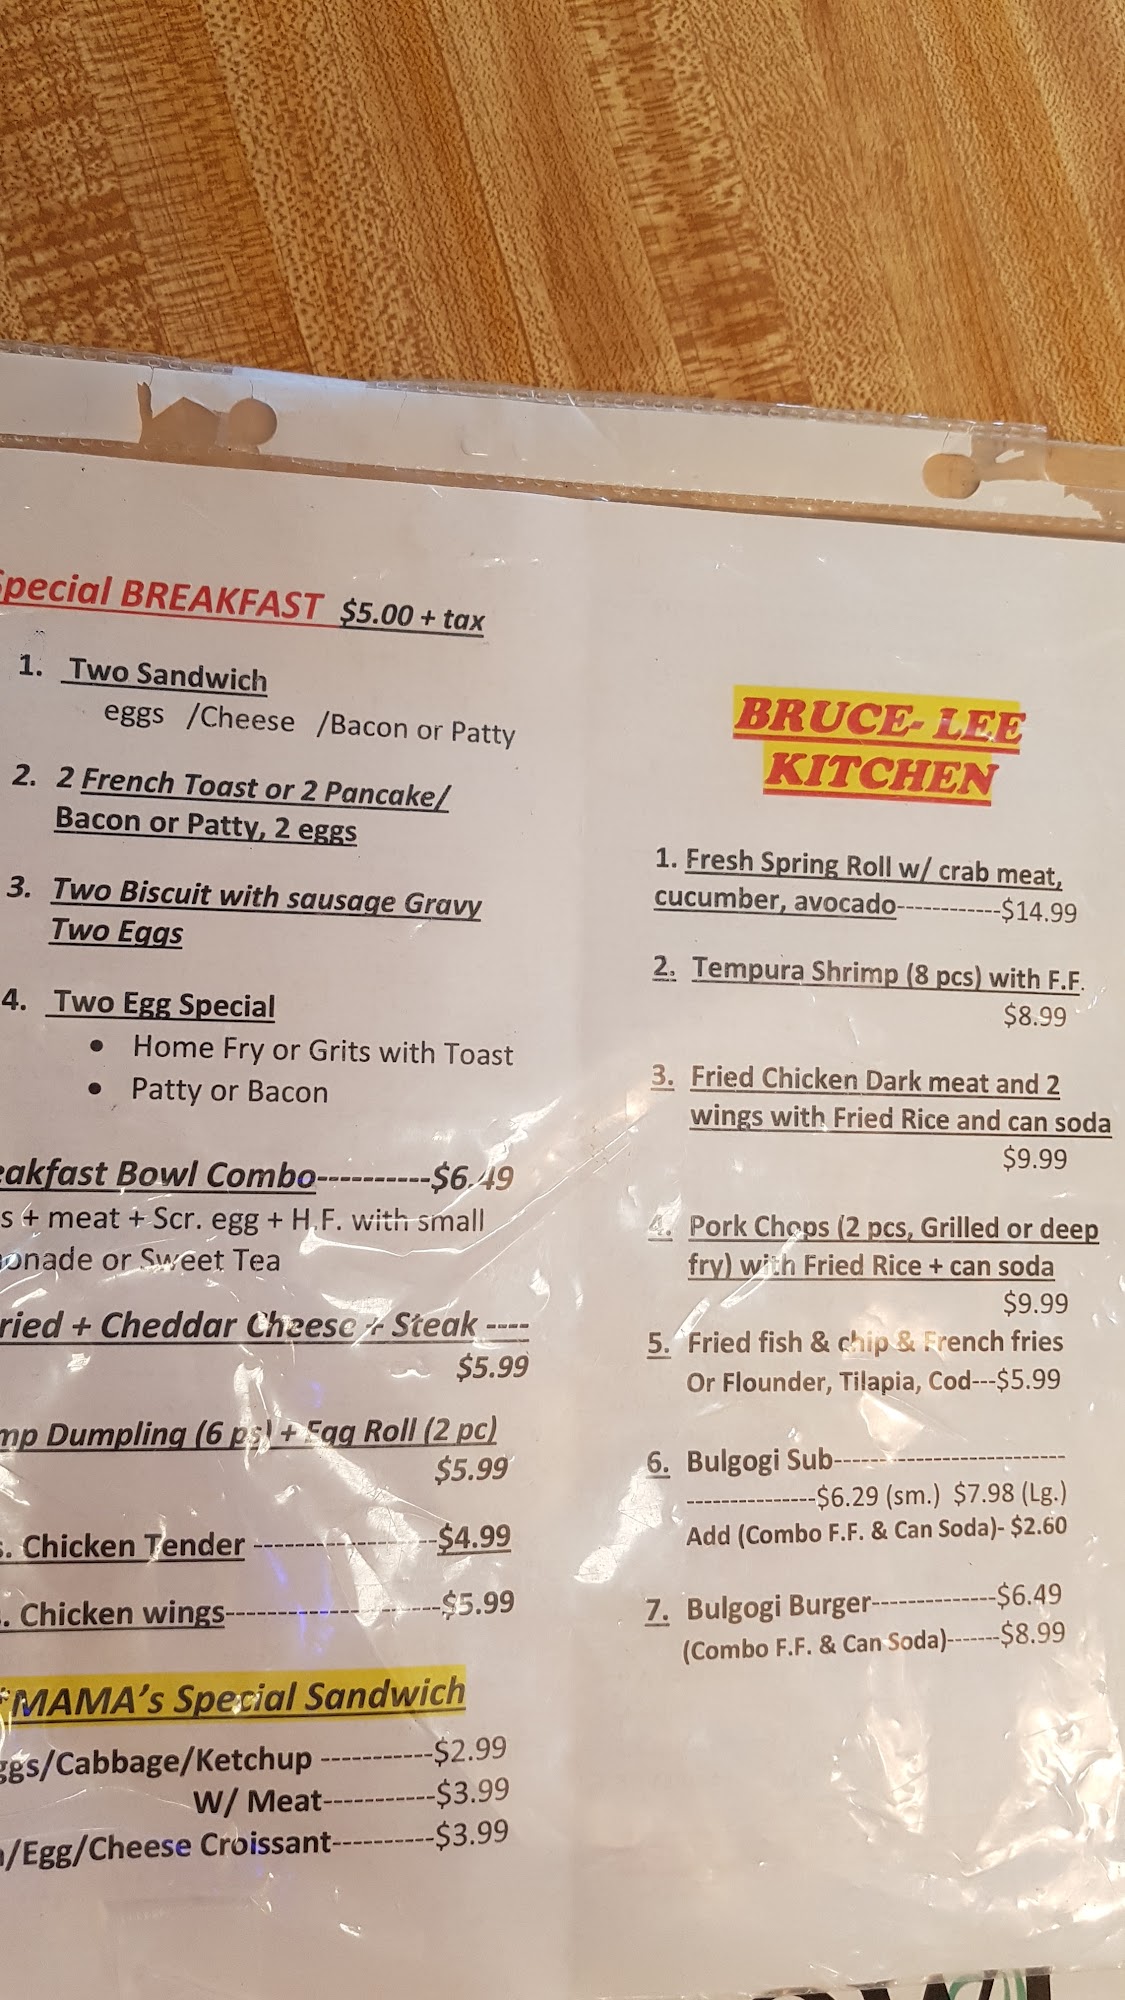 Special BREAKFAST $5.00 + tax
1. Two Sandwich
eggs /Cheese /Bacon or Patty
2. 2 French Toast or 2 Pancake/
Bacon or Patty, 2 eggs
3. Two Biscuit with sausage Gravy
Two Eggs
4. Two Egg Special
• Home Fry or Grits with Toast
• Patty or Bacon
eakfast Bowl Combo----------$6.49
s + meat + Scr. egg + H.F. with small
onade or Sweet Tea
ried + Cheddar Cheese + Steak ----
$5.99
mp Dumpling (6 ps) + Egg Roll (2 pc)
$5.99
. Chicken Tender ------------------$4.99
. Chicken wings--------------------$5.99
*MAMA's Special Sandwich
ggs/Cabbage/Ketchup -----------$2.99
W/ Meat-----------$3.99
/Egg/Cheese Croissant----------$3.99
BRUCE- LEE
KITCHEN
1. Fresh Spring Roll w/ crab meat,
cucumber, avocado------------$14.99
2. Tempura Shrimp (8 pcs) with F.F.
$8.99
3. Fried Chicken Dark meat and 2
wings with Fried Rice and can soda
$9.99
4. Pork Chops (2 pcs, Grilled or deep
fry) with Fried Rice + can soda
$9.99
5. Fried fish & chip & French fries
Or Flounder, Tilapia, Cod---$5.99
6. Bulgogi Sub---------------------------
---------------$6.29 (sm.) $7.98 (Lg.)
Add (Combo F.F. & Can Soda)- $2.60
7. Bulgogi Burger--------------$6.49
(Combo F.F. & Can Soda)-------$8.99